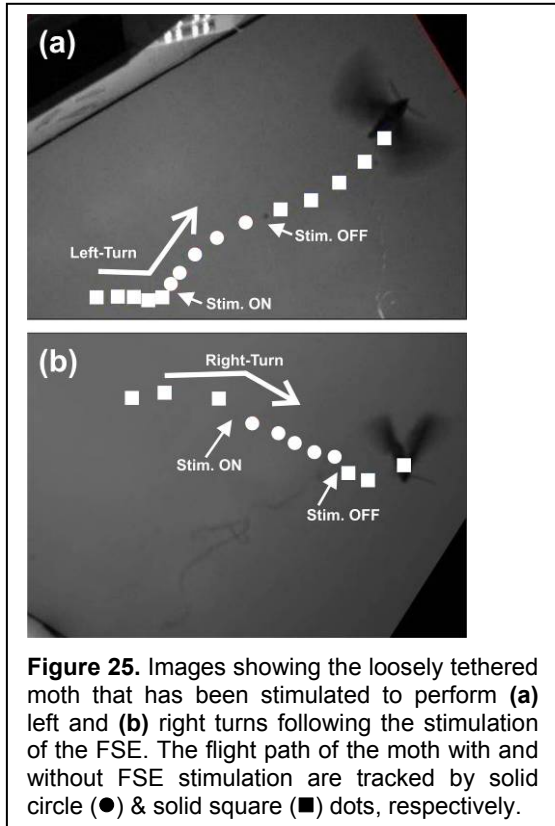 (a)
Left-Turn
Stim. OFF
Stim. ON
(b)
Right-Turn
Stim. ON
Stim. OFF
Figure 25. Images showing the loosely tethered
moth that has been stimulated to perform (a)
left and (b) right turns following the stimulation
of the FSE. The flight path of the moth with and
without FSE stimulation are tracked by solid
circle (●) & solid square (■) dots, respectively.